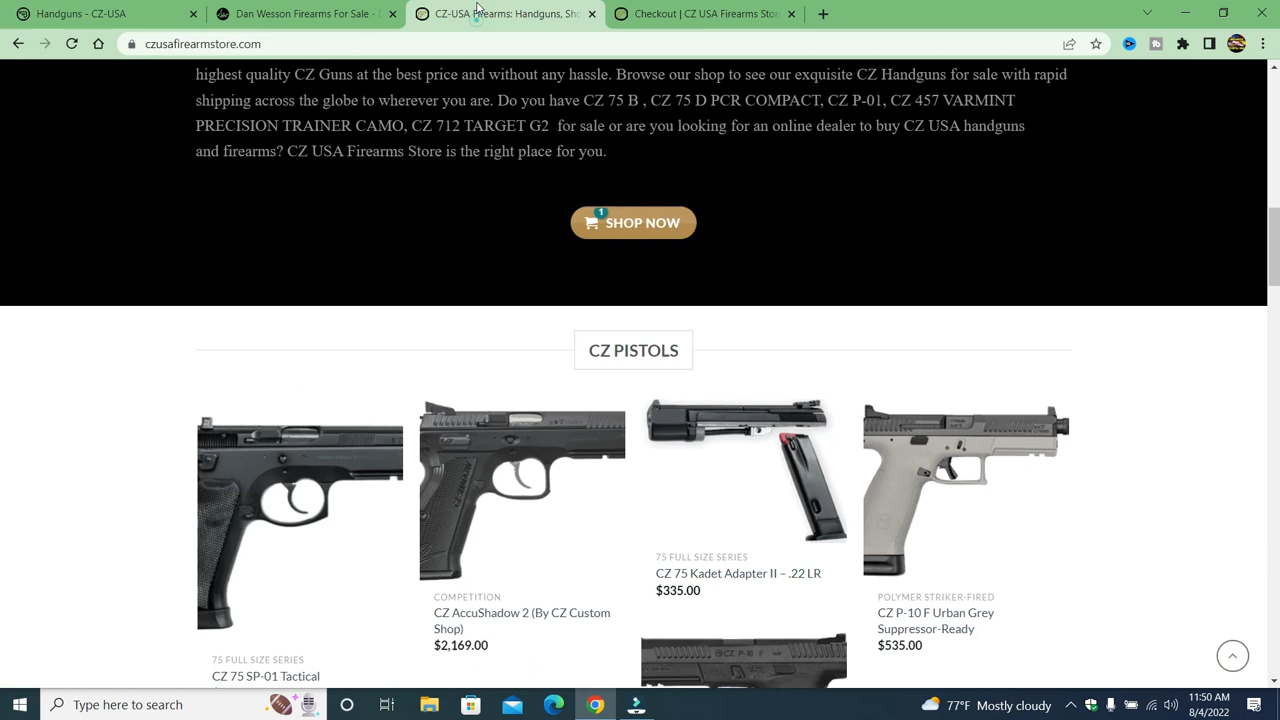 Handguns - CZ-USA
Dan Wesson Firearms For Sale - D
CZ-USA Firearms: Handguns, Sho
Checkout | CZ USA Firearms Stor
czusafirearmstore.com
highest quality CZ Guns at the best price and without any hassle. Browse our shop to see our exquisite CZ Handguns for sale with rapid
shipping across the globe to wherever you are. Do you have CZ 75 B , CZ 75 D PCR COMPACT, CZ P-01, CZ 457 VARMINT
PRECISION TRAINER CAMO, CZ 712 TARGET G2 for sale or are you looking for an online dealer to buy CZ USA handguns
and firearms? CZ USA Firearms Store is the right place for you.
1
SHOP NOW
CZ PISTOLS
75 FULL SIZE SERIES
CZ 75 SP-01 Tactical
COMPETITION
CZ AccuShadow 2 (By CZ Custom
Shop)
$2,169.00
75 FULL SIZE SERIES
CZ 75 Kadet Adapter II – .22 LR
$335.00
POLYMER STRIKER-FIRED
CZ P-10 F Urban Grey
Suppressor-Ready
$535.00
Type here to search
77°F Mostly cloudy
11:50 AM
8/4/2022